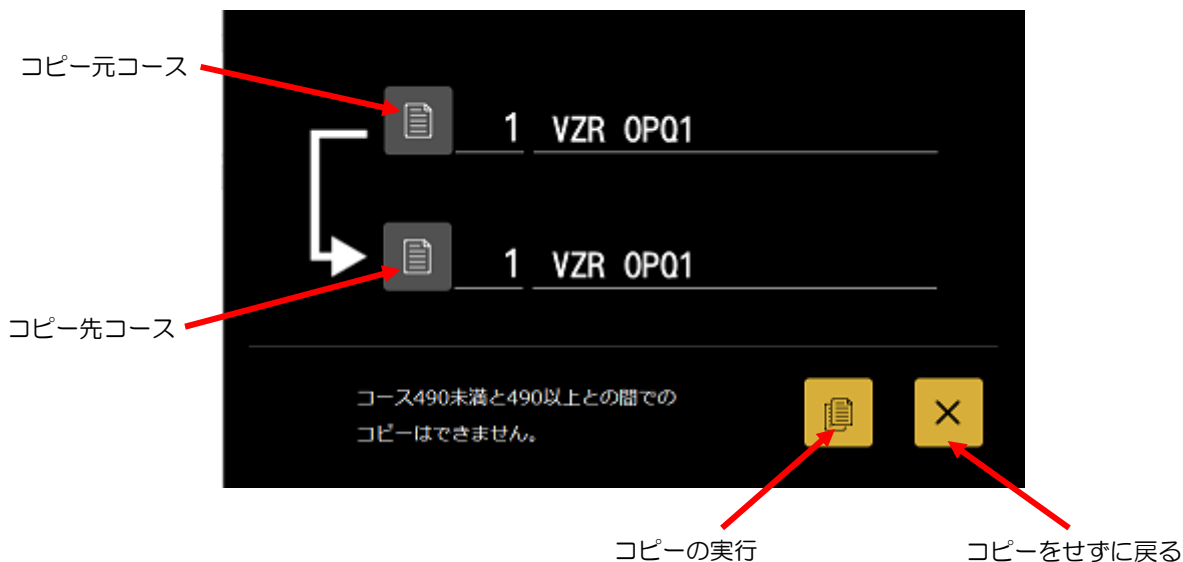 コピー元コース
1 VZR OPQ1
1 VZR OPQ1
コピー先コース
コース490未満と490以上との間での
コピーはできません。
コピーの実行
コピーをせずに戻る